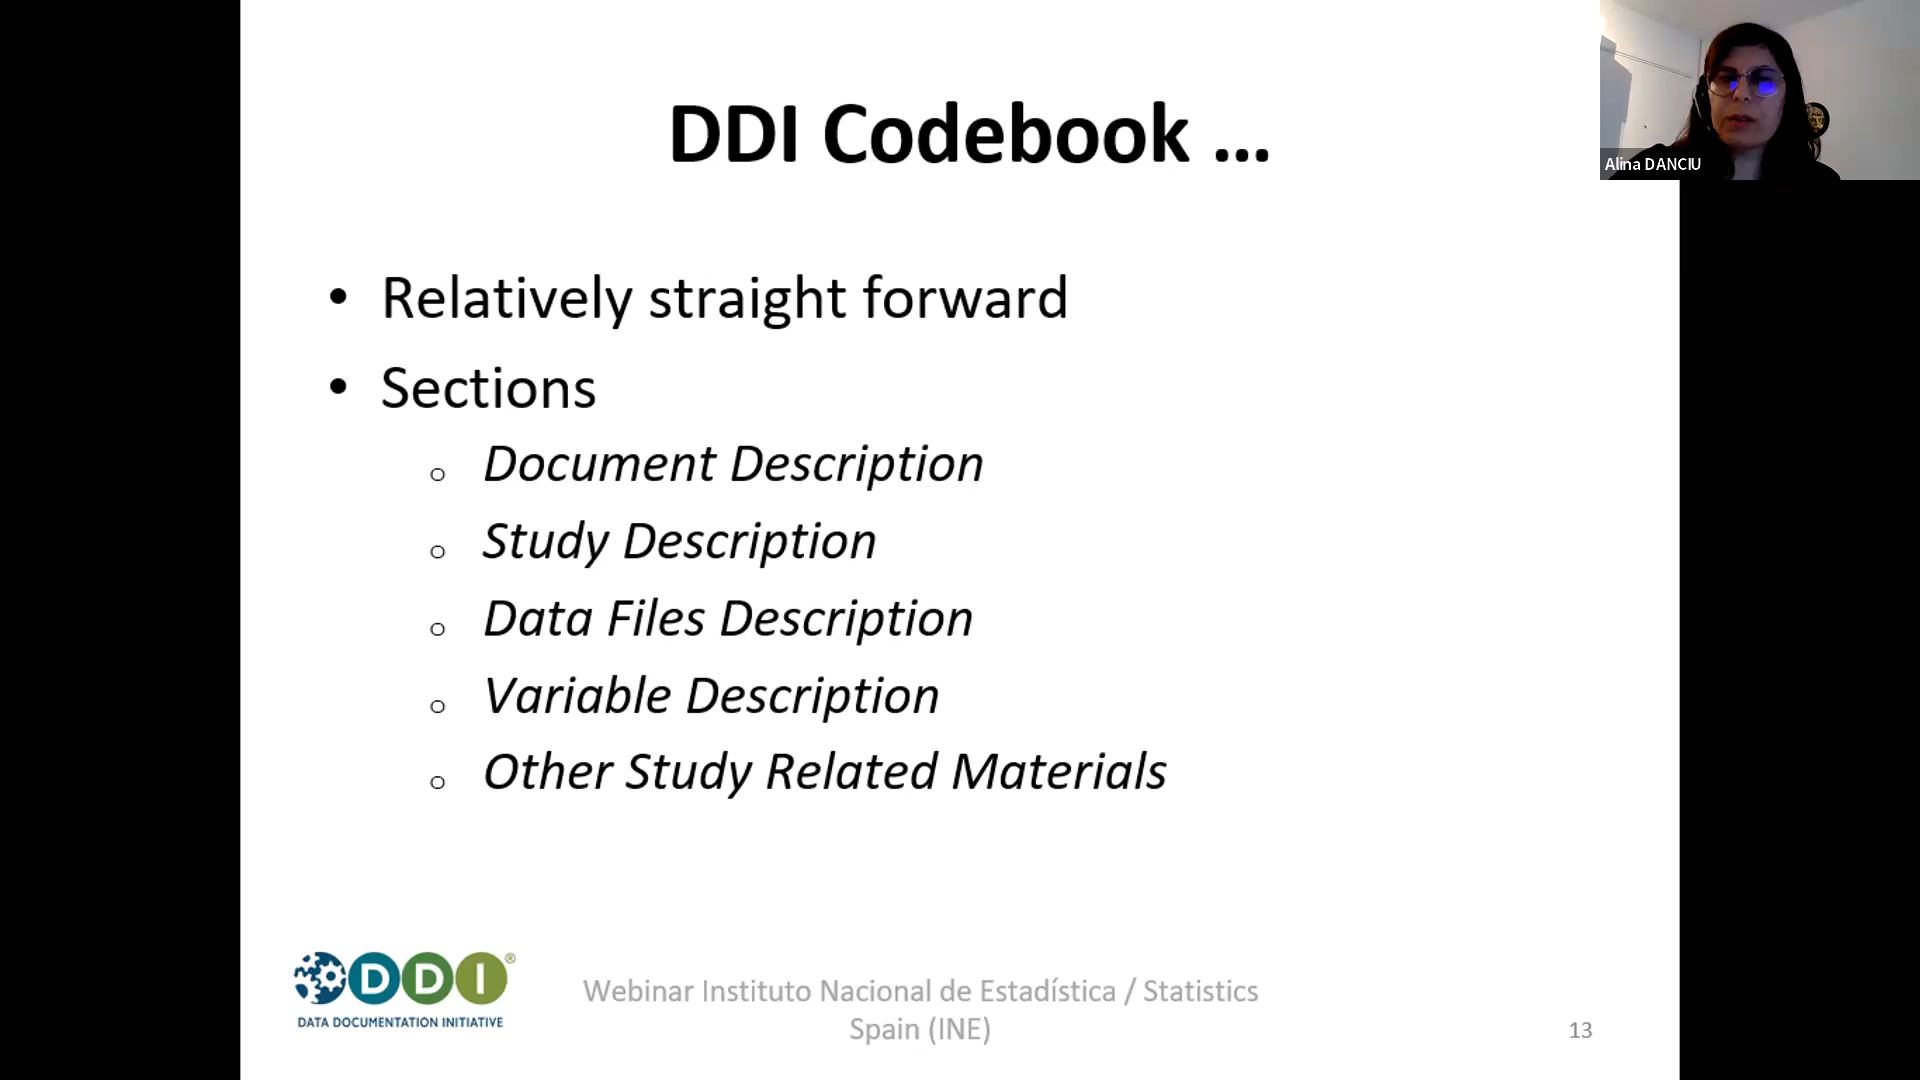 DDI Codebook ...
Alina DANCIU
• Relatively straight forward
• Sections
o Document Description
o Study Description
o Data Files Description
o Variable Description
o Other Study Related Materials
DDI®
DATA DOCUMENTATION INITIATIVE
Webinar Instituto Nacional de Estadística / Statistics
Spain (INE)
13